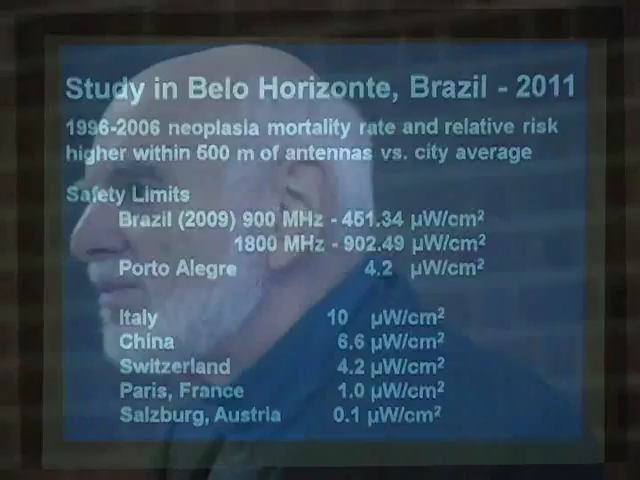 Study in Belo Horizonte, Brazil - 2011
1996-2006 neoplasia mortality rate and relative risk
higher within 500 m of antennas vs. city average
Safety Limits
Brazil (2009) 900 MHz - 451.34 µW/cm²
1800 MHz - 902.49 µW/cm²
Porto Alegre 4.2 µW/cm²
Italy 10 µW/cm²
China 6,6 µW/cm²
Switzerland 4.2 µW/cm²
Paris, France 1.0 µW/cm²
Salzburg, Austria 0.1 µW/cm²